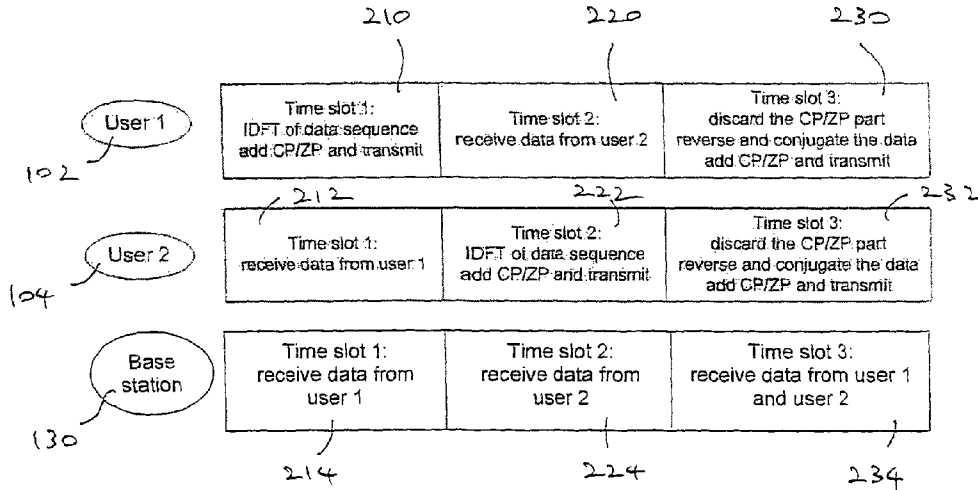 210
220
230
User 1
102
Time slot 1:
IDFT of data sequence
add CP/ZP and transmit
Time slot 2:
receive data from user 2
Time slot 3:
discard the CP/ZP part
reverse and conjugate the data
add CP/ZP and transmit
212
222
232
User 2
104
Time slot 1:
receive data from user 1
Time slot 2:
IDFT of data sequence
add CP/ZP and transmit
Time slot 3:
discard the CP/ZP part
reverse and conjugate the data
add CP/ZP and transmit
Base
station
130
Time slot 1:
receive data from
user 1
Time slot 2:
receive data from
user 2
Time slot 3:
receive data from user 1
and user 2
214
224
234